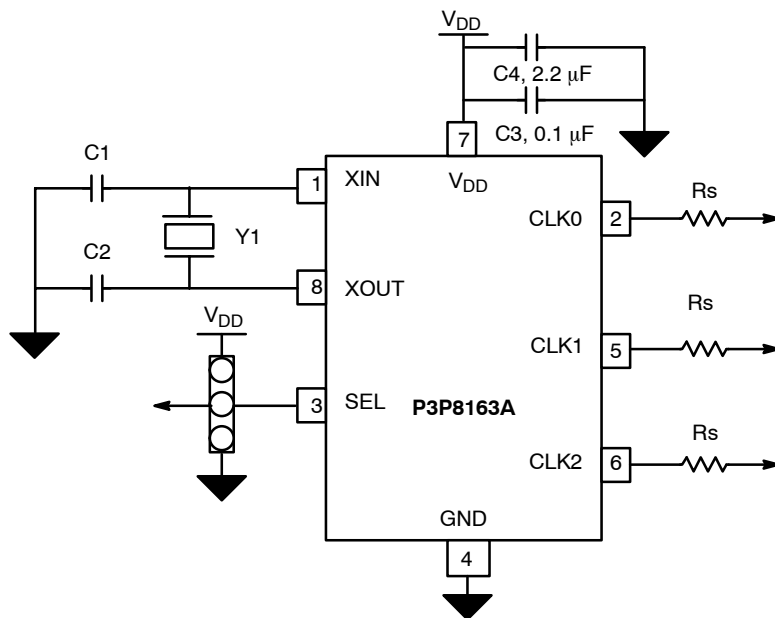 VDD
C4, 2.2 μF
C3, 0.1 μF
7
VDD
C1
1
XIN
Y1
C2
8
XOUT
VDD
3
SEL
P3P8163A
CLK0
2
Rs
CLK1
5
Rs
CLK2
6
Rs
GND
4